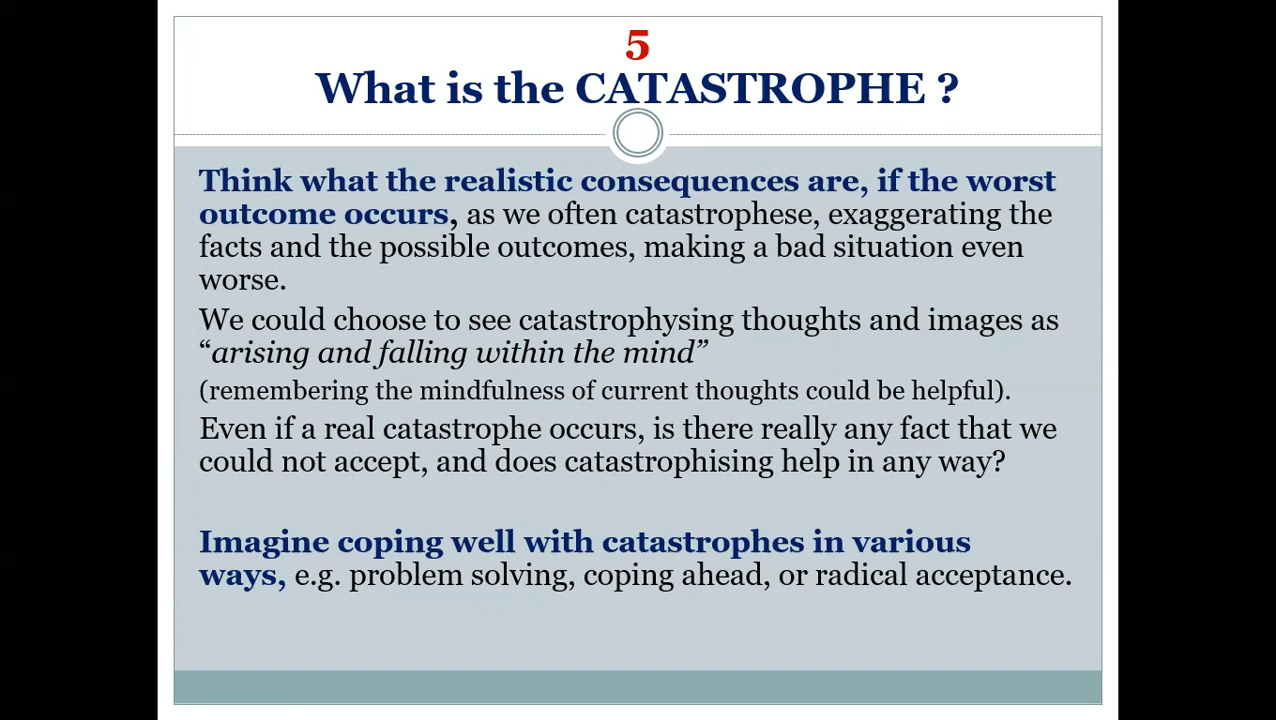 5
What is the CATASTROPHE ?
Think what the realistic consequences are, if the worst
outcome occurs, as we often catastrophese, exaggerating the
facts and the possible outcomes, making a bad situation even
worse.
We could choose to see catastrophysing thoughts and images as
“arising and falling within the mind”
(remembering the mindfulness of current thoughts could be helpful).
Even if a real catastrophe occurs, is there really any fact that we
could not accept, and does catastrophising help in any way?
Imagine coping well with catastrophes in various
ways, e.g. problem solving, coping ahead, or radical acceptance.